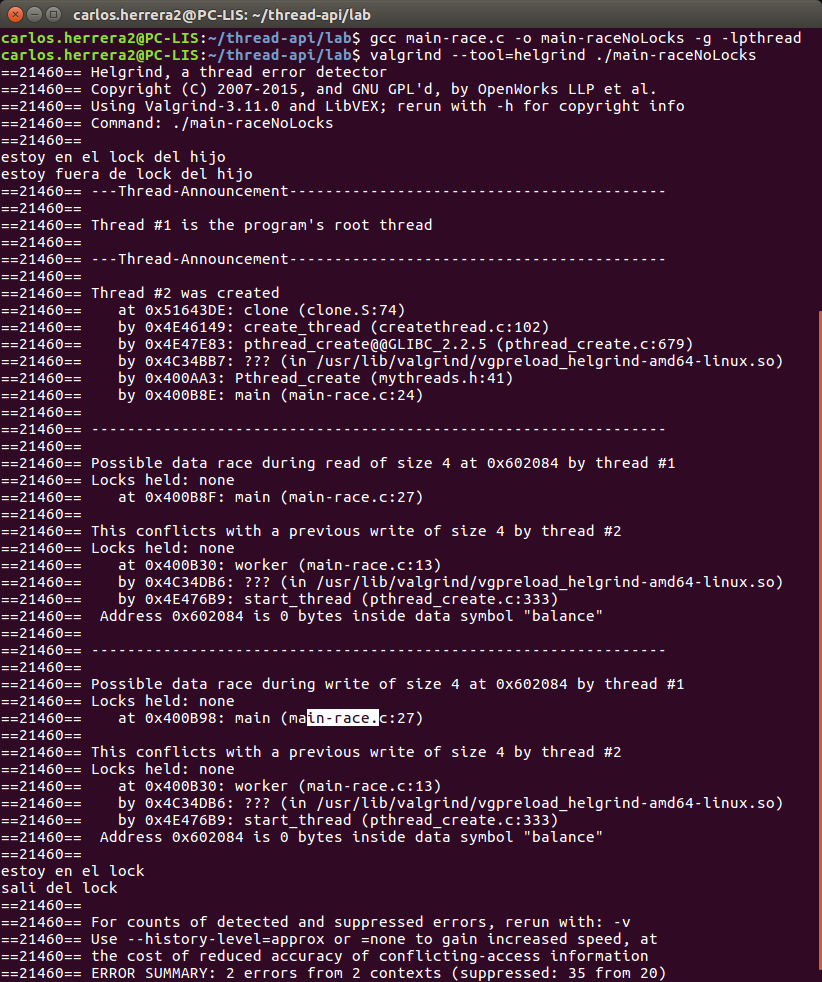 carlos.herrera2@PC-LIS: ~/thread-api/lab
carlos.herrera2@PC-LIS:~/thread-api/lab$ gcc main-race.c -o main-raceNoLocks -g -lpthread
carlos.herrera2@PC-LIS:~/thread-api/lab$ valgrind --tool=helgrind ./main-raceNoLocks
==21460== Helgrind, a thread error detector
==21460== Copyright (C) 2007-2015, and GNU GPL'd, by OpenWorks LLP et al.
==21460== Using Valgrind-3.11.0 and LibVEX; rerun with -h for copyright info
==21460== Command: ./main-raceNoLocks
==21460==
estoy en el lock del hijo
estoy fuera de lock del hijo
==21460== ---Thread-Announcement------------------------------------------
==21460==
==21460== Thread #1 is the program's root thread
==21460==
==21460== ---Thread-Announcement------------------------------------------
==21460==
==21460== Thread #2 was created
==21460==    at 0x51643DE: clone (clone.S:74)
==21460==    by 0x4E46149: create_thread (createthread.c:102)
==21460==    by 0x4E47E83: pthread_create@@GLIBC_2.2.5 (pthread_create.c:679)
==21460==    by 0x4C34BB7: ??? (in /usr/lib/valgrind/vgpreload_helgrind-amd64-linux.so)
==21460==    by 0x400AA3: Pthread_create (mythreads.h:41)
==21460==    by 0x400B8E: main (main-race.c:24)
==21460==
==21460== ----------------------------------------------------------------
==21460==
==21460== Possible data race during read of size 4 at 0x602084 by thread #1
==21460== Locks held: none
==21460==    at 0x400B8F: main (main-race.c:27)
==21460==
==21460== This conflicts with a previous write of size 4 by thread #2
==21460== Locks held: none
==21460==    at 0x400B30: worker (main-race.c:13)
==21460==    by 0x4C34DB6: ??? (in /usr/lib/valgrind/vgpreload_helgrind-amd64-linux.so)
==21460==    by 0x4E476B9: start_thread (pthread_create.c:333)
==21460==  Address 0x602084 is 0 bytes inside data symbol "balance"
==21460==
==21460== ----------------------------------------------------------------
==21460==
==21460== Possible data race during write of size 4 at 0x602084 by thread #1
==21460== Locks held: none
==21460==    at 0x400B98: main (main-race.c:27)
==21460==
==21460== This conflicts with a previous write of size 4 by thread #2
==21460== Locks held: none
==21460==    at 0x400B30: worker (main-race.c:13)
==21460==    by 0x4C34DB6: ??? (in /usr/lib/valgrind/vgpreload_helgrind-amd64-linux.so)
==21460==    by 0x4E476B9: start_thread (pthread_create.c:333)
==21460==  Address 0x602084 is 0 bytes inside data symbol "balance"
==21460==
estoy en el lock
sali del lock
==21460==
==21460== For counts of detected and suppressed errors, rerun with: -v
==21460== Use --history-level=approx or =none to gain increased speed, at
==21460== the cost of reduced accuracy of conflicting-access information
==21460== ERROR SUMMARY: 2 errors from 2 contexts (suppressed: 35 from 20)